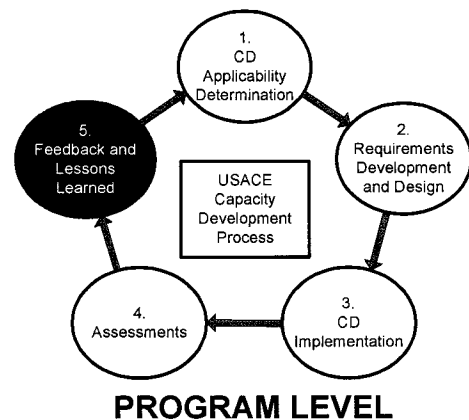 1.
CD
Applicability
Determination
2.
Requirements
Development
and Design
3.
CD
Implementation
4.
Assessments
5.
Feedback and
Lessons
Learned
USACE
Capacity
Development
Process
PROGRAM LEVEL